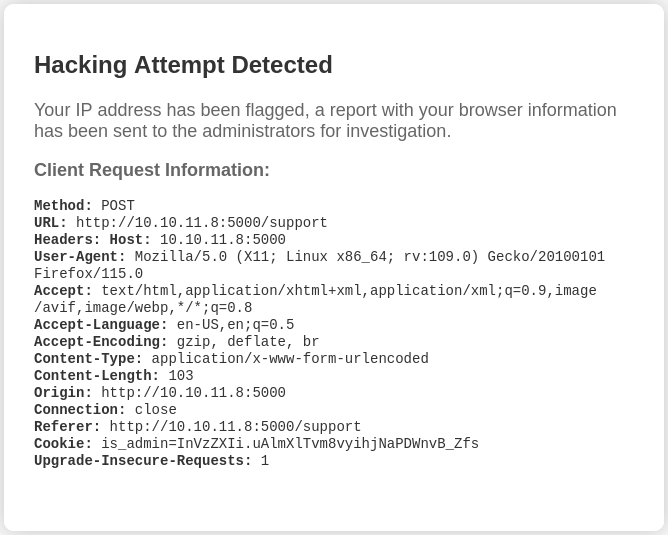 Hacking Attempt Detected
Your IP address has been flagged, a report with your browser information
has been sent to the administrators for investigation.
Client Request Information:
Method: POST
URL: http://10.10.11.8:5000/support
Headers: Host: 10.10.11.8:5000
User-Agent: Mozilla/5.0 (X11; Linux x86_64; rv:109.0) Gecko/20100101
Firefox/115.0
Accept: text/html,application/xhtml+xml,application/xml;q=0.9,image
/avif,image/webp,*/*;q=0.8
Accept-Language: en-US,en;q=0.5
Accept-Encoding: gzip, deflate, br
Content-Type: application/x-www-form-urlencoded
Content-Length: 103
Origin: http://10.10.11.8:5000
Connection: close
Referer: http://10.10.11.8:5000/support
Cookie: is_admin=InVzZXIi.uAlmXlTvm8vyihjNaPDWnvB_Zfs
Upgrade-Insecure-Requests: 1